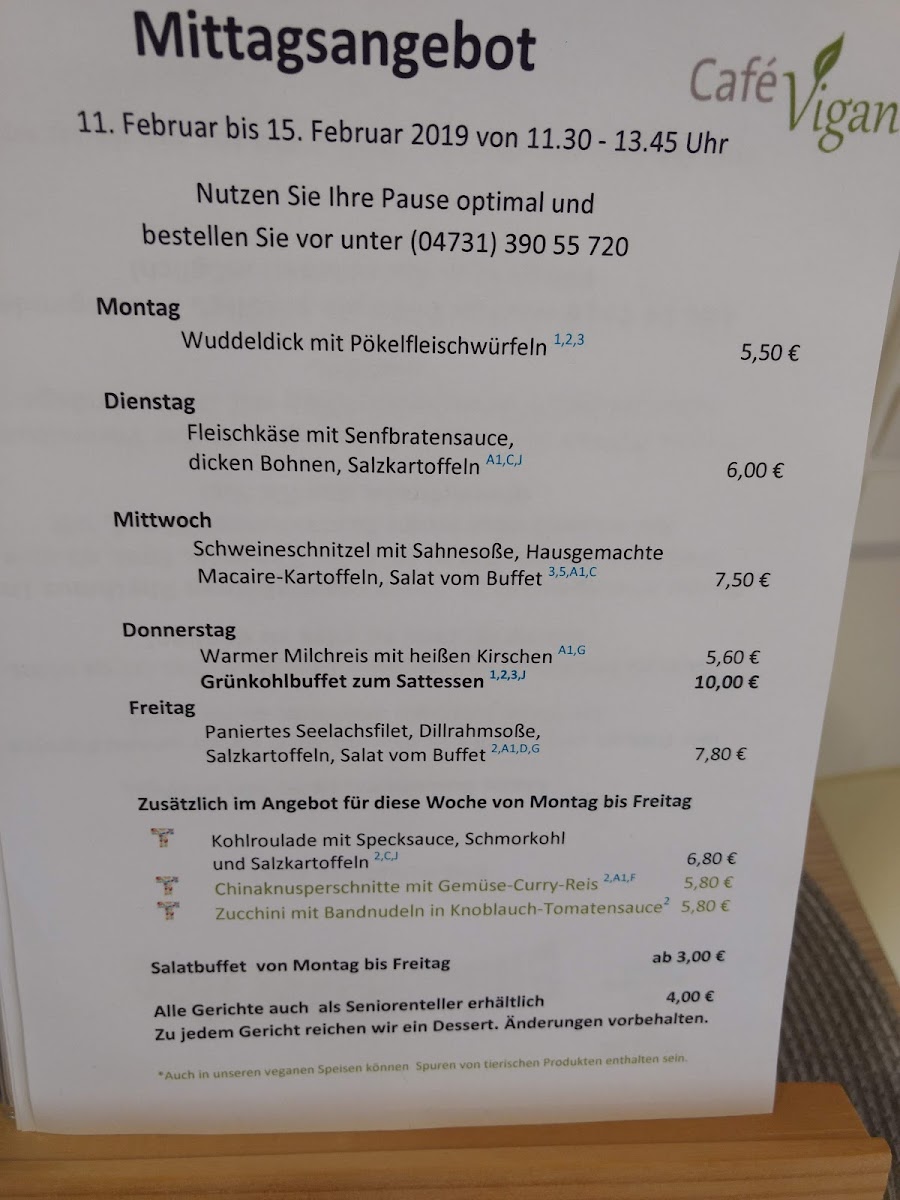 Mittagsangebot
Café Vigan
11. Februar bis 15. Februar 2019 von 11.30 - 13.45 Uhr
Nutzen Sie Ihre Pause optimal und
bestellen Sie vor unter (04731) 390 55 720
Montag
Wuddeldick mit Pökelfleischwürfeln 1,2,3 5,50 €
Dienstag
Fleischkäse mit Senfbratensauce,
dicken Bohnen, Salzkartoffeln A1,C,J 6,00 €
Mittwoch
Schweineschnitzel mit Sahnesoße, Hausgemachte
Macaire-Kartoffeln, Salat vom Buffet 3,5,A1,C 7,50 €
Donnerstag
Warmer Milchreis mit heißen Kirschen A1,G 5,60 €
Grünkohlbuffet zum Sattessen 1,2,3,J 10,00 €
Freitag
Paniertes Seelachsfilet, Dillrahmsoße,
Salzkartoffeln, Salat vom Buffet 2,A1,D,G 7,80 €
Zusätzlich im Angebot für diese Woche von Montag bis Freitag
Kohlroulade mit Specksauce, Schmorkohl
und Salzkartoffeln 2,C,J 6,80 €
Chinaknusperschnitte mit Gemüse-Curry-Reis 2,A1,F 5,80 €
Zucchini mit Bandnudeln in Knoblauch-Tomatensauce 2 5,80 €
Salatbuffet von Montag bis Freitag ab 3,00 €
Alle Gerichte auch als Seniorenteller erhältlich 4,00 €
Zu jedem Gericht reichen wir ein Dessert. Änderungen vorbehalten.
*Auch in unseren veganen Speisen können Spuren von tierischen Produkten enthalten sein.